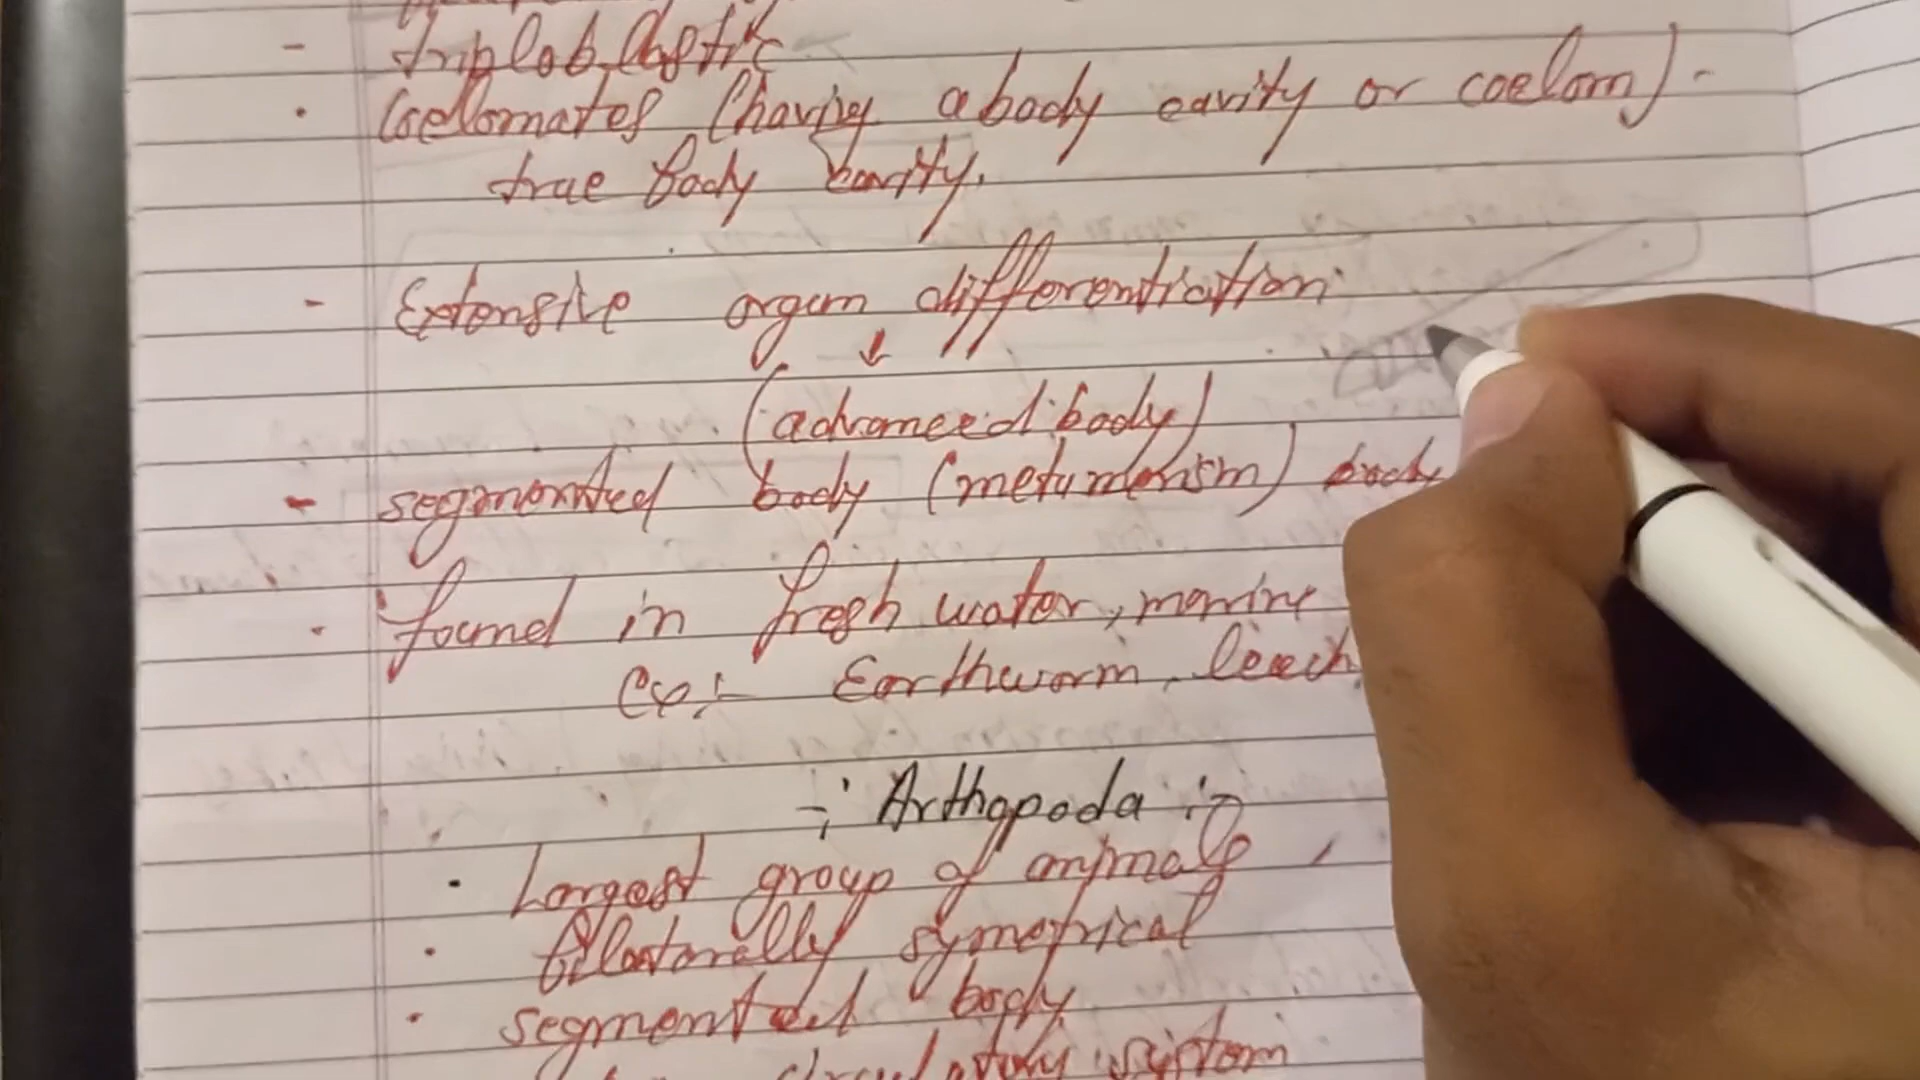 - triploblastic
· Coelomates (having a body cavity or coelom) -
true body cavity.
- Extensive organ differentiation
↓
(advanced body)
- segmented body (metamerism) body
· found in fresh water, marine
Ex:- Earthworm, leech
-: Arthopoda :-
· Largest group of animals
· bilaterally symetrical
· segmented body
circulatory system